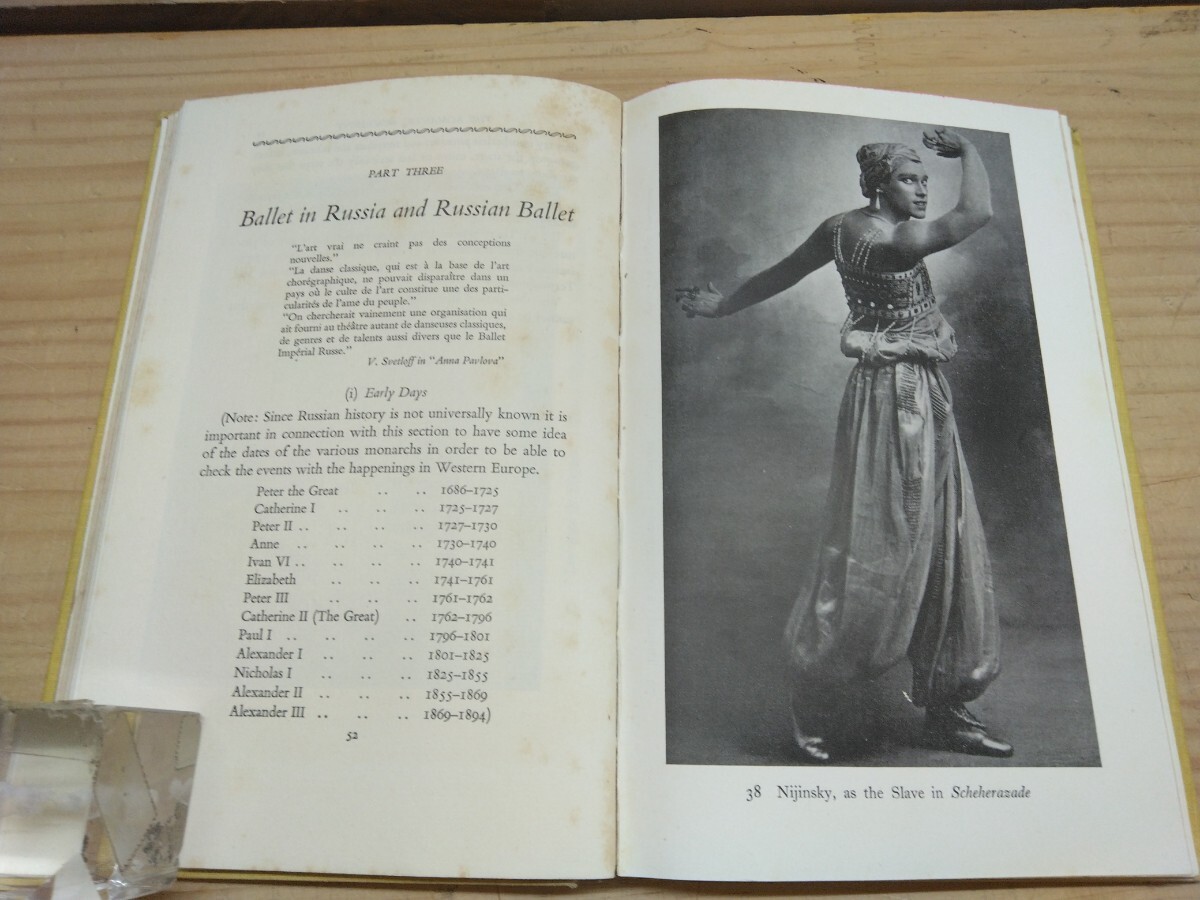 PART THREE
Ballet in Russia and Russian Ballet
"L'art vrai ne craint pas des conceptions
nouvelles."
"La danse classique, qui est à la base de l'art
chorégraphique, ne pouvait disparaître dans un
pays où le culte de l'art constitue une des parti-
cularités de l'ame du peuple."
"On chercherait vainement une organisation qui
ait fourni au théâtre autant de danseuses classiques,
de genres et de talents aussi divers que le Ballet
Impérial Russe."
V. Svetloff in "Anna Pavlova"
(i) Early Days
(Note: Since Russian history is not universally known it is
important in connection with this section to have some idea
of the dates of the various monarchs in order to be able to
check the events with the happenings in Western Europe.
Peter the Great .. .. 1686–1725
Catherine I .. .. .. 1725–1727
Peter II .. .. .. .. 1727–1730
Anne .. .. .. .. 1730–1740
Ivan VI .. .. .. .. 1740–1741
Elizabeth .. .. .. 1741–1761
Peter III .. .. .. 1761–1762
Catherine II (The Great) .. 1762–1796
Paul I .. .. .. .. 1796–1801
Alexander I .. .. .. 1801–1825
Nicholas I .. .. .. 1825–1855
Alexander II .. .. .. 1855–1869
Alexander III .. .. .. 1869–1894)
52
38 Nijinsky, as the Slave in Scheherazade